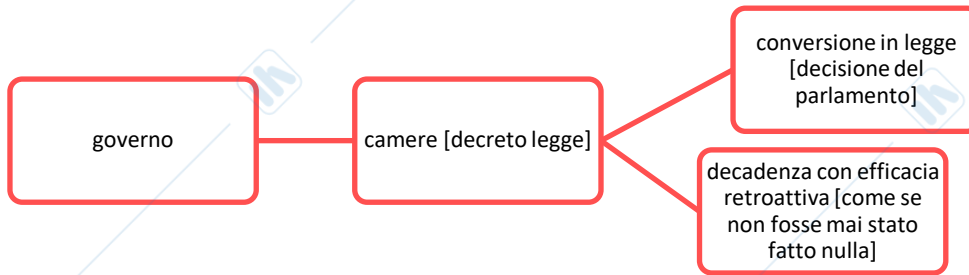 governo
camere [decreto legge]
conversione in legge
[decisione del
parlamento]
decadenza con efficacia
retroattiva [come se
non fosse mai stato
fatto nulla]